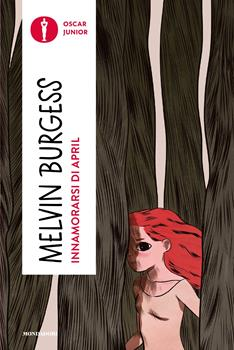 OSCAR
JUNIOR
MELVIN BURGESS
INNAMORARSI DI APRIL
MONDADORI